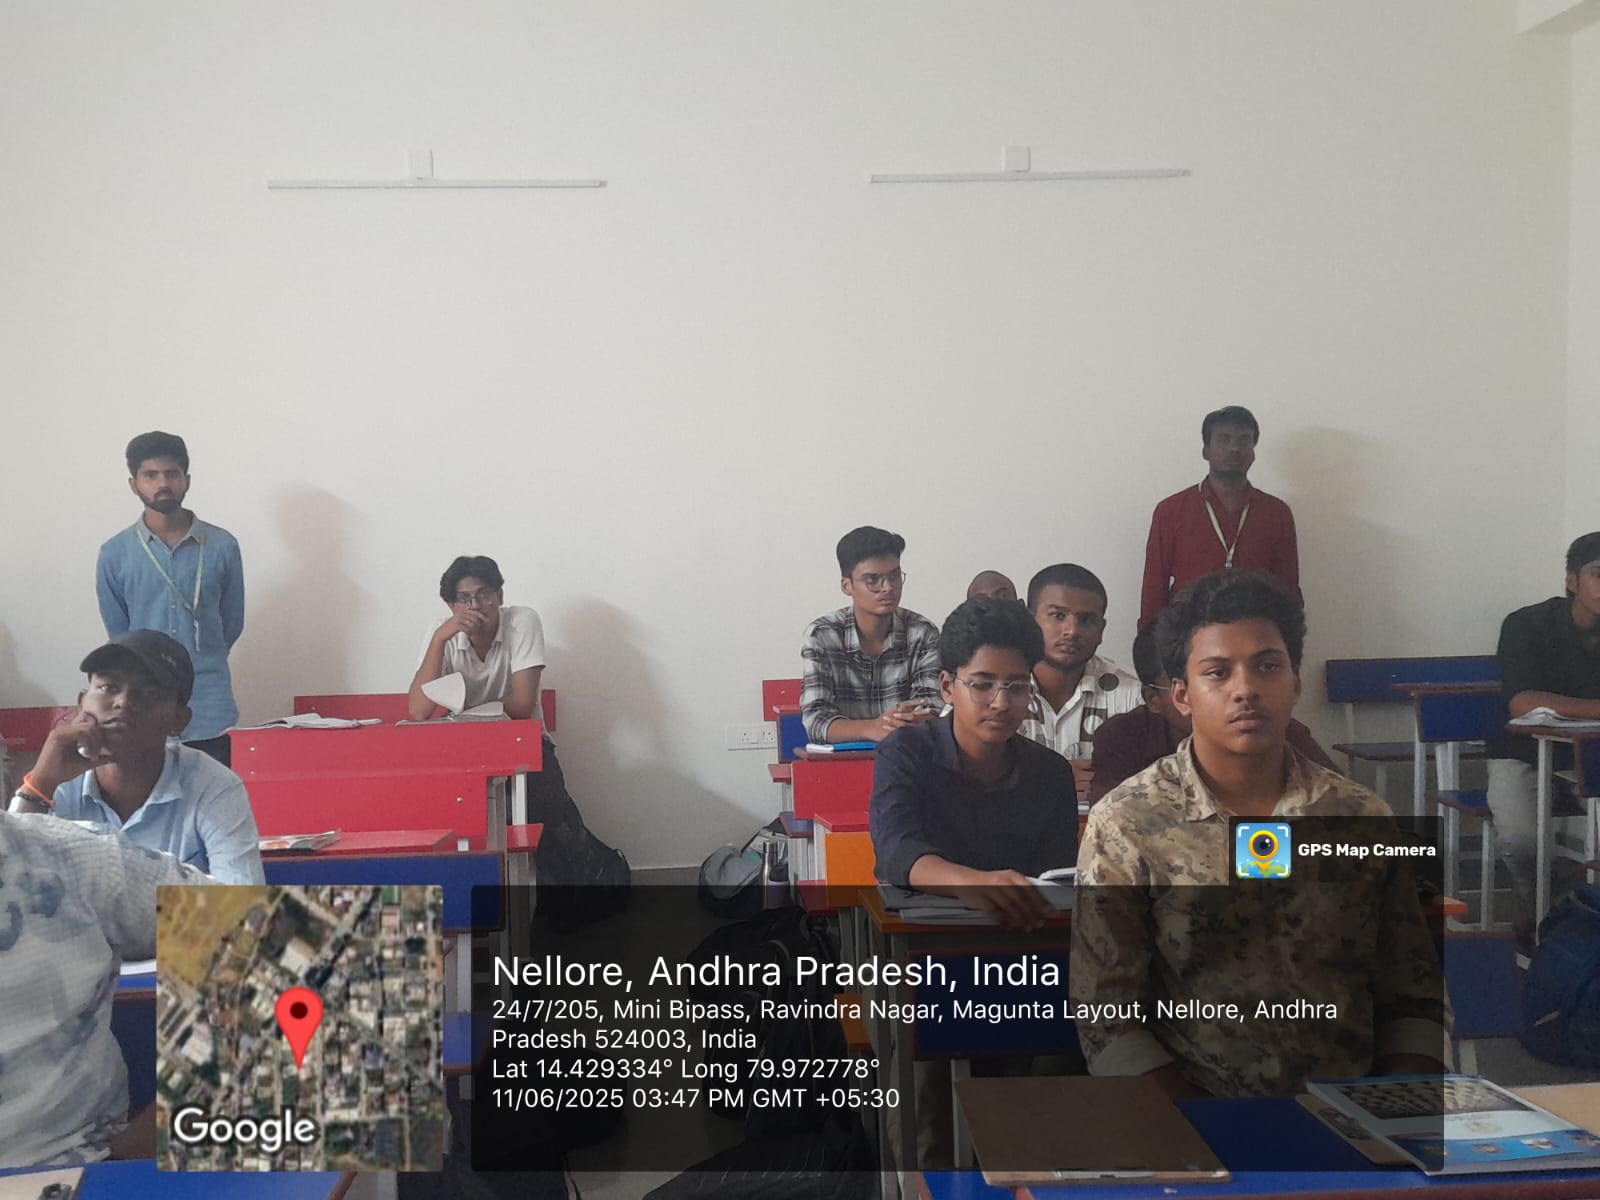 GPS Map Camera
Nellore, Andhra Pradesh, India
24/7/205, Mini Bipass, Ravindra Nagar, Magunta Layout, Nellore, Andhra
Pradesh 524003, India
Lat 14.429334° Long 79.972778°
11/06/2025 03:47 PM GMT +05:30
Google